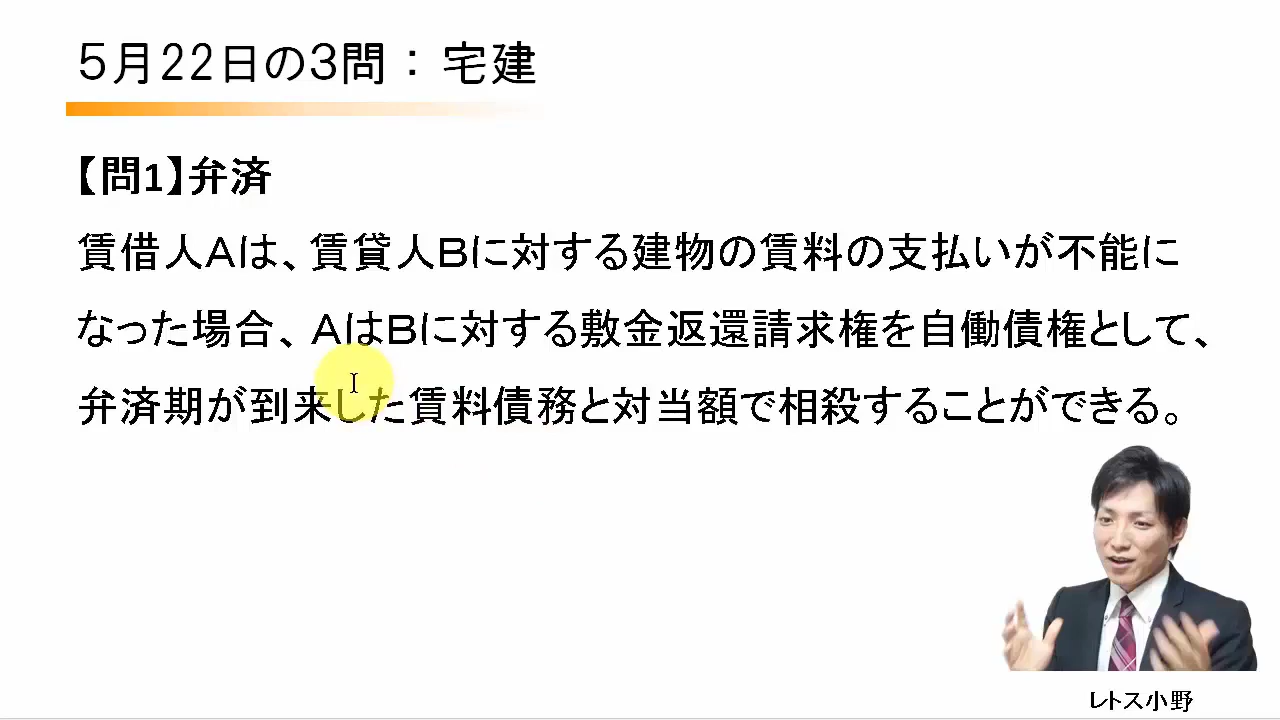 ５月２２日の３問：宅建
【問1】弁済
賃借人Ａは、賃貸人Ｂに対する建物の賃料の支払いが不能に
なった場合、ＡはＢに対する敷金返還請求権を自働債権として、
弁済期が到来した賃料債務と対当額で相殺することができる。
レトス小野